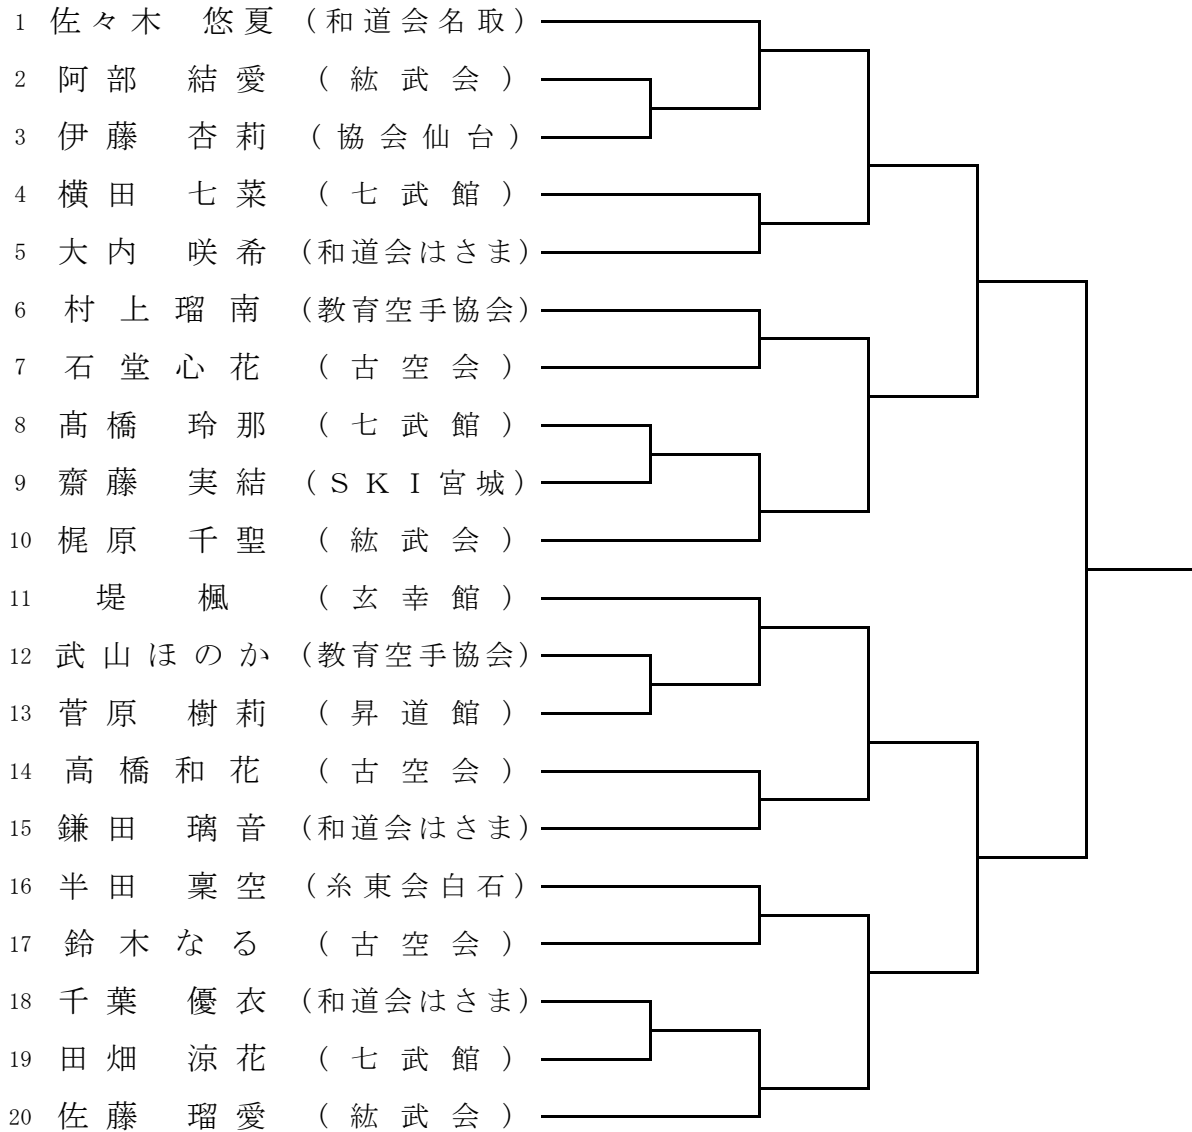 1 佐々木 悠夏 (和道会名取)
2 阿部 結愛 (紘武会)
3 伊藤 杏莉 (協会仙台)
4 横田 七菜 (七武館)
5 大内 咲希 (和道会はさま)
6 村上瑠南 (教育空手協会)
7 石堂心花 (古空会)
8 髙橋 玲那 (七武館)
9 齋藤 実結 (SKI宮城)
10 梶原 千聖 (紘武会)
11 堤 楓 (玄幸館)
12 武山ほのか (教育空手協会)
13 菅原 樹莉 (昇道館)
14 高橋和花 (古空会)
15 鎌田 璃音 (和道会はさま)
16 半田 稟空 (糸東会白石)
17 鈴木なる (古空会)
18 千葉 優衣 (和道会はさま)
19 田畑 涼花 (七武館)
20 佐藤 瑠愛 (紘武会)